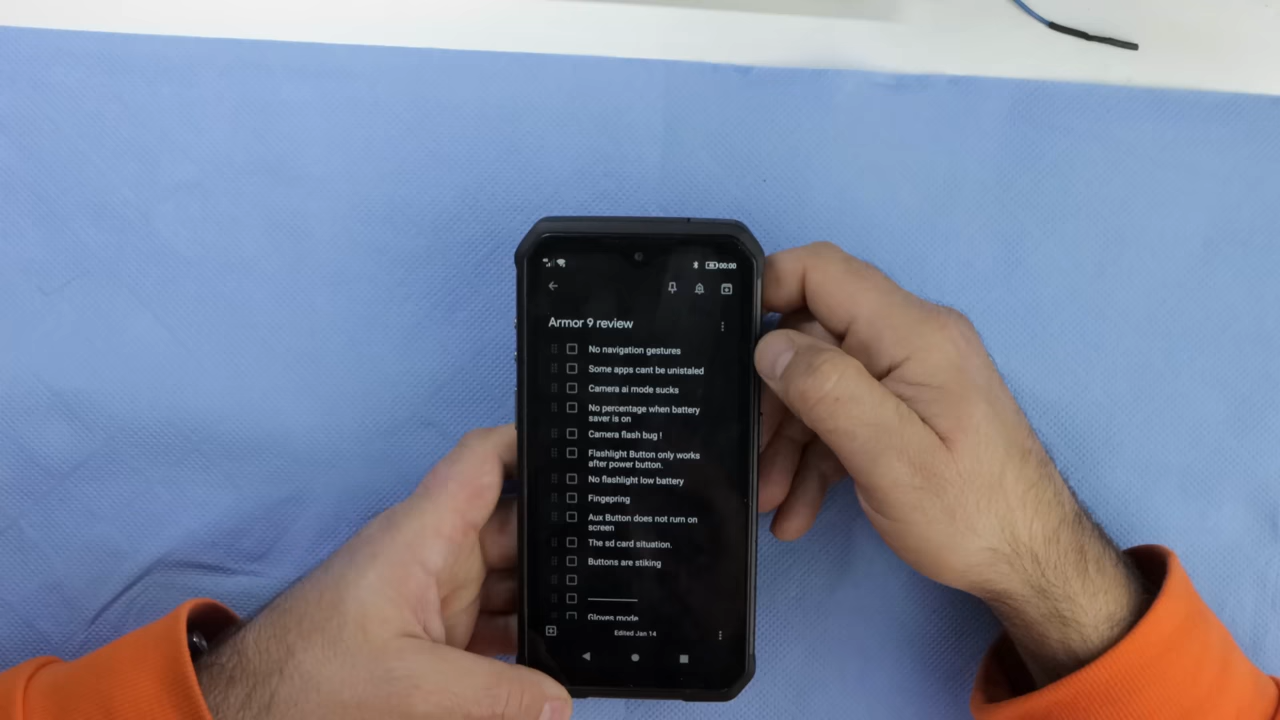 00:00
Armor 9 review
No navigation gestures
Some apps cant be unistaled
Camera ai mode sucks
No percentage when battery
saver is on
Camera flash bug !
Flashlight Button only works
after power button.
No flashlight low battery
Fingepring
Aux Button does not rurn on
screen
The sd card situation.
Buttons are stiking
Gloves mode
Edited Jan 14